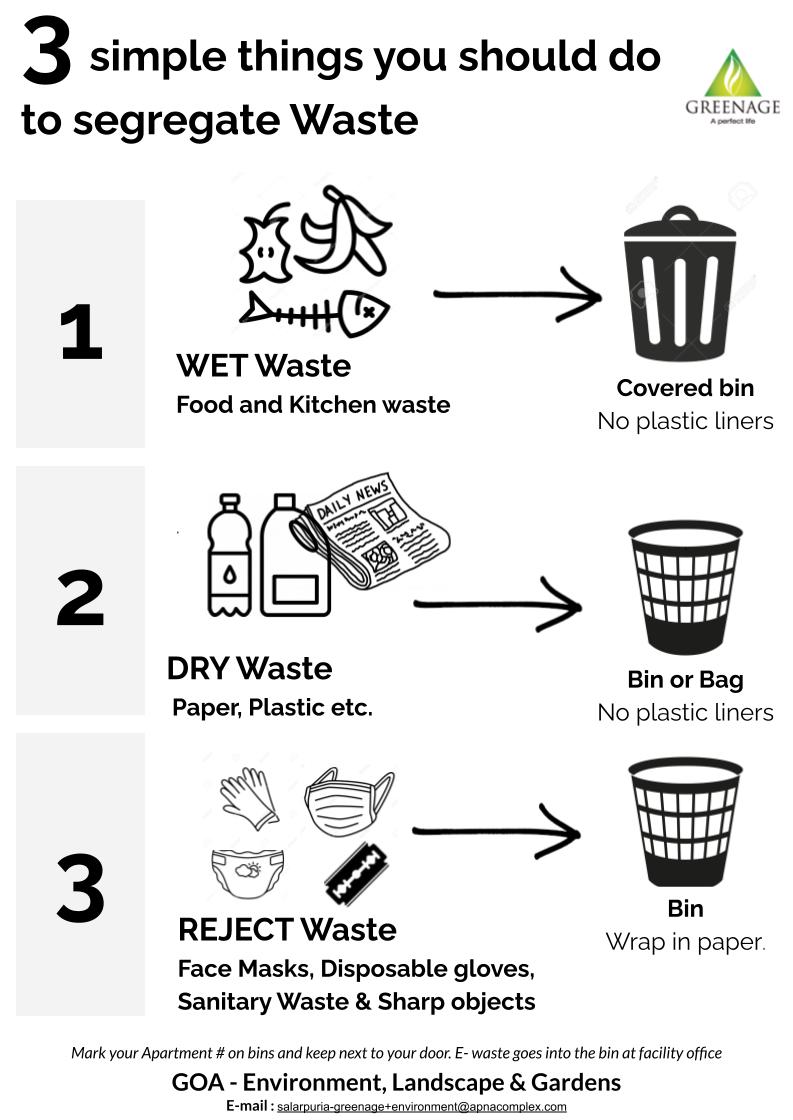 3 simple things you should do
to segregate Waste
GREENAGE
A perfect life
1
WET Waste
Food and Kitchen waste
Covered bin
No plastic liners
2
DAILY NEWS
DRY Waste
Paper, Plastic etc.
Bin or Bag
No plastic liners
3
REJECT Waste
Face Masks, Disposable gloves,
Sanitary Waste & Sharp objects
Bin
Wrap in paper.
Mark your Apartment # on bins and keep next to your door. E- waste goes into the bin at facility office
GOA - Environment, Landscape & Gardens
E-mail : salarpuria-greenage+environment@apnacomplex.com